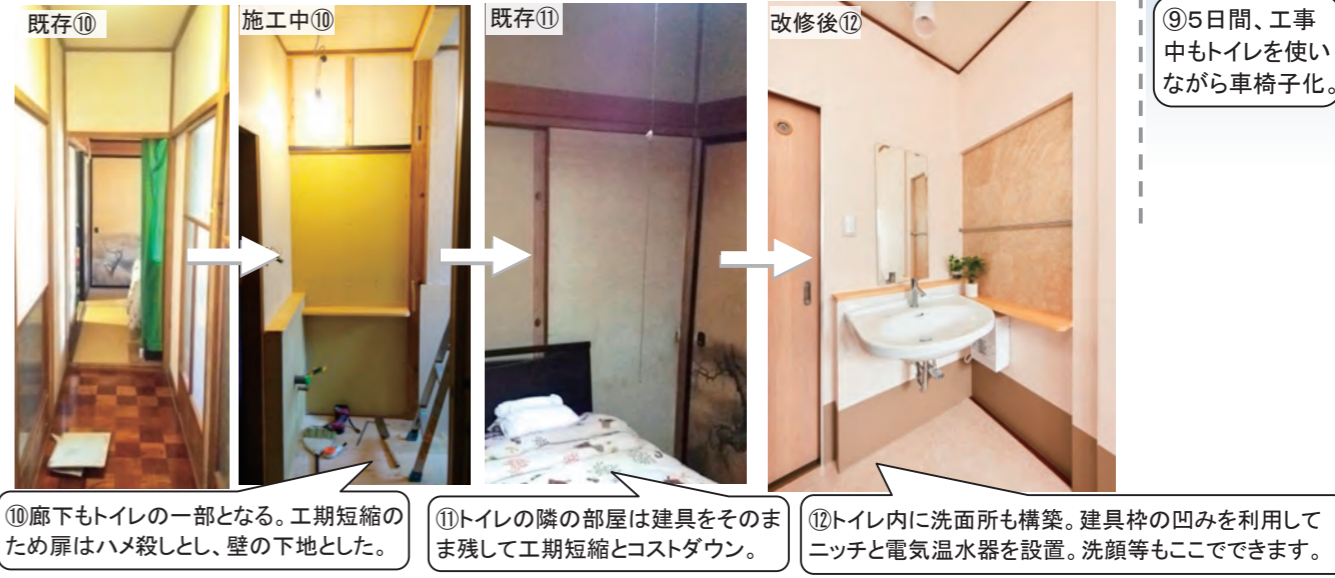 既存⑩
施工中⑩
既存⑪
改修後⑫
⑨5日間、工事
中もトイレを使い
ながら車椅子化。
⑩廊下もトイレの一部となる。工期短縮の
ため扉はハメ殺しとし、壁の下地とした。
⑪トイレの隣の部屋は建具をそのま
ま残して工期短縮とコストダウン。
⑫トイレ内に洗面所も構築。建具枠の凹みを利用して
ニッチと電気温水器を設置。洗顔等もここでできます。